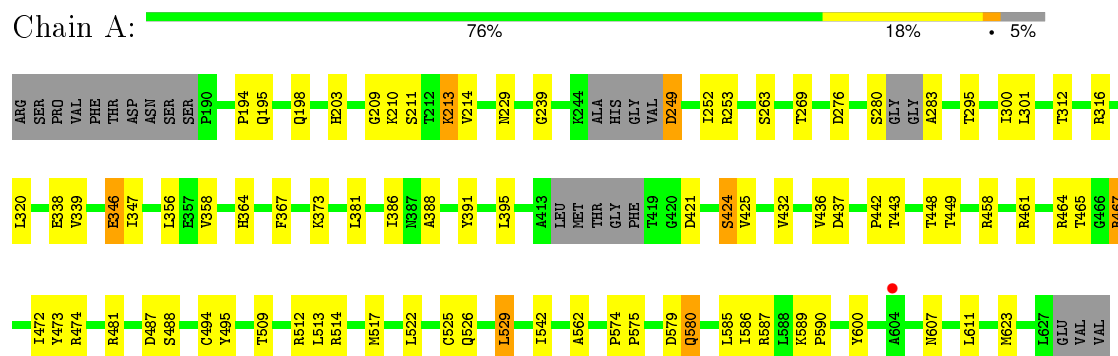 Chain A:
76% 18% • 5%
ARG SER PRO VAL PHE THR ASP ASN SER SER P190 P194 Q195 Q198 H203 G209 K210 S211 T212 K213 V214 N229 G239 K244 ALA HIS GLY VAL D249 I252 R253 S263 T269 D276 S280 GLY GLY A283 T295 I300 L301 T312 R316
L320 E338 V339 E346 I347 L356 E357 V358 H364 F367 K373 L381 I386 N387 A388 Y391 L395 A413 LEU MET THR GLY PHE T419 G420 D421 S424 V425 V432 V436 D437 P442 T443 T448 T449 R458 R461 R464 T465 G466 R467
I472 Y473 R474 R481 D487 S488 C494 Y495 T509 R512 L513 R514 M517 L522 C525 Q526 L529 I542 A562 P574 P575 D579 Q580 L585 I586 R587 L588 K589 P590 Y600 A604 N607 L611 M623 L627 GLU VAL VAL